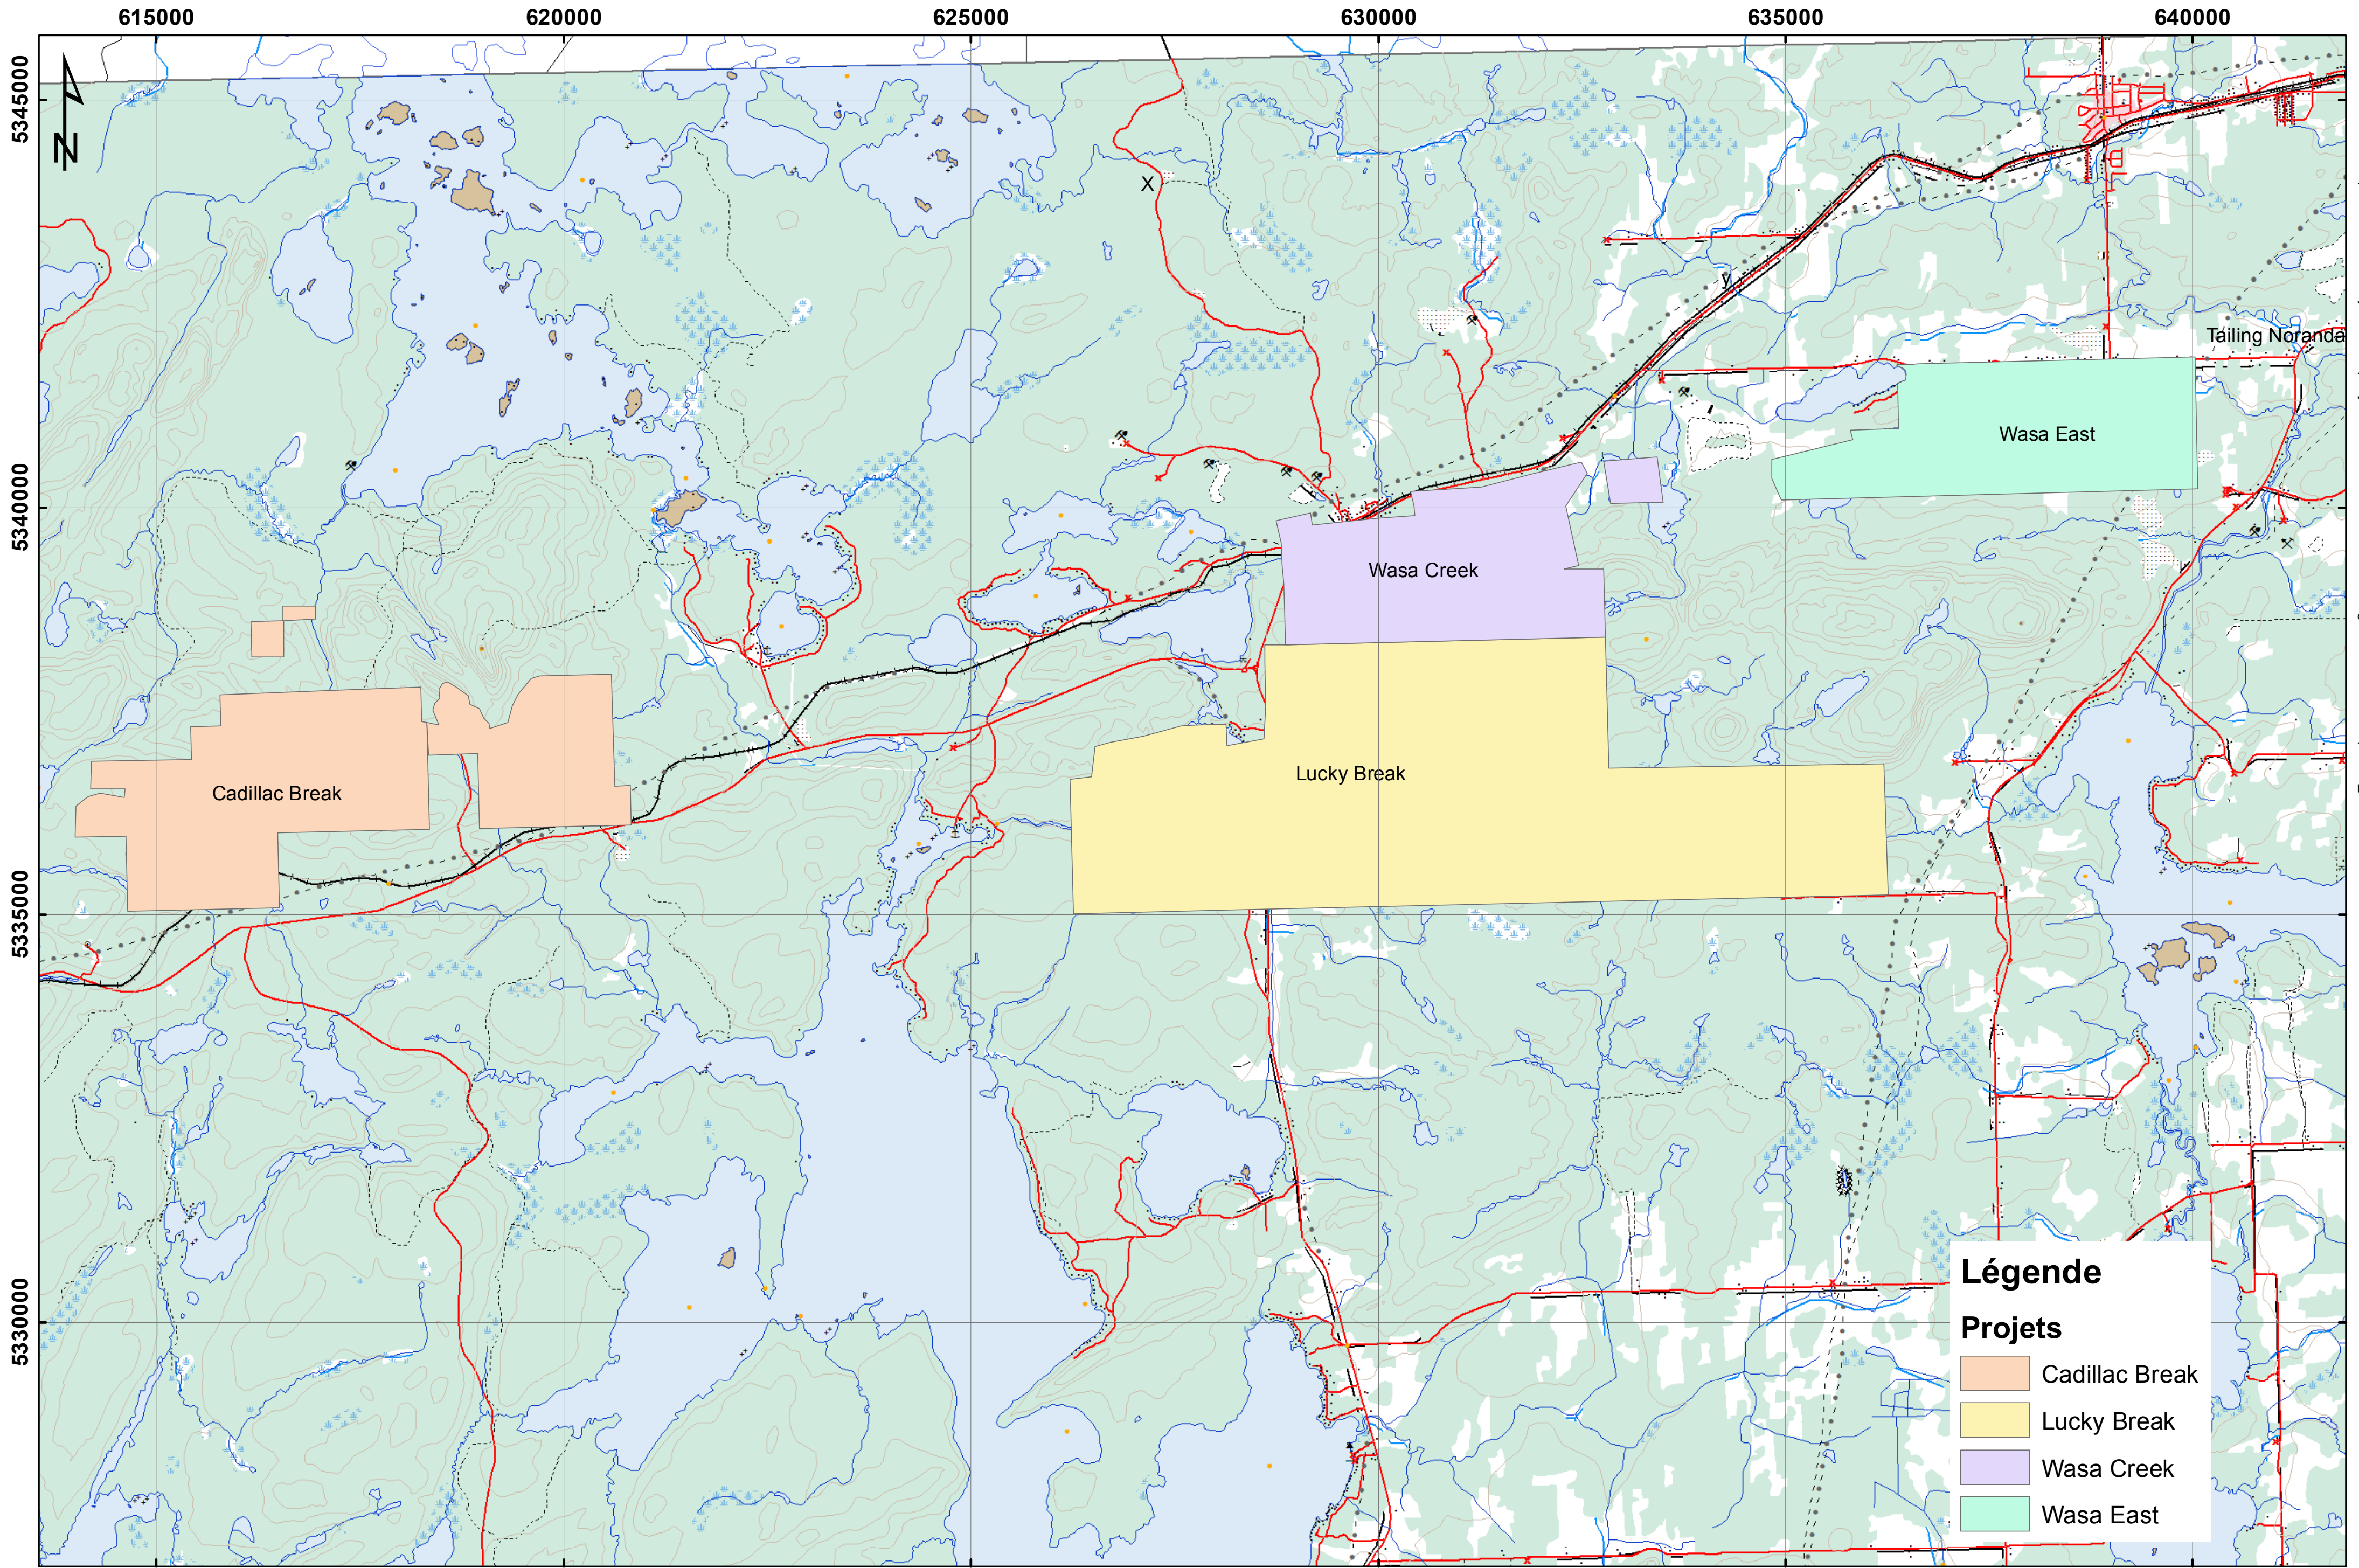 615000 620000 625000 630000 635000 640000
5345000
N
X
y
Tailing Noranda
Wasa East
5340000
Wasa Creek
Lucky Break
Cadillac Break
5335000
5330000
Légende
Projets
Cadillac Break
Lucky Break
Wasa Creek
Wasa East